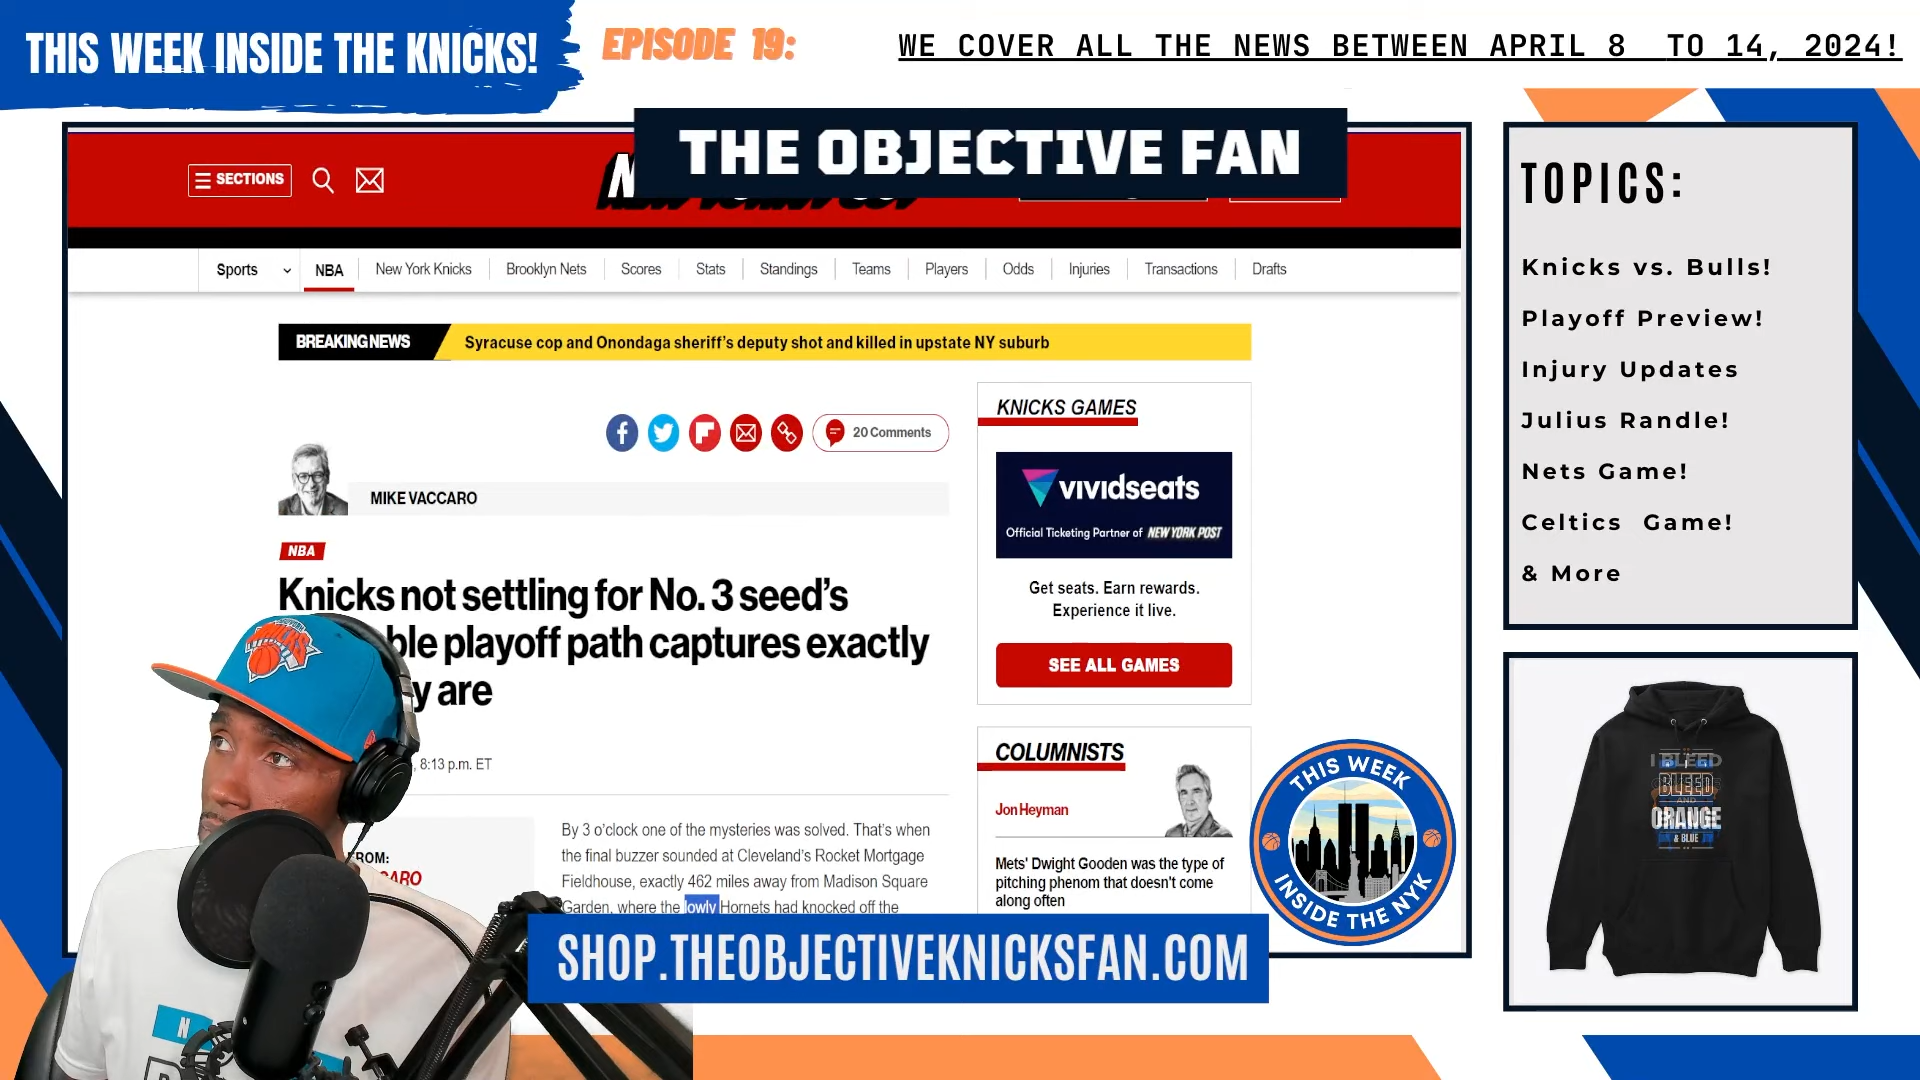 THIS WEEK INSIDE THE KNICKS!
EPISODE 19:
WE COVER ALL THE NEWS BETWEEN APRIL 8 TO 14, 2024!
THE OBJECTIVE FAN
SECTIONS
Sports
NBA
New York Knicks
Brooklyn Nets
Scores
Stats
Standings
Teams
Players
Odds
Injuries
Transactions
Drafts
BREAKING NEWS
Syracuse cop and Onondaga sheriff's deputy shot and killed in upstate NY suburb
20 Comments
MIKE VACCARO
NBA
Knicks not settling for No. 3 seed's
ble playoff path captures exactly
y are
, 8:13 p.m. ET
FROM:
CARO
By 3 o'clock one of the mysteries was solved. That's when
the final buzzer sounded at Cleveland's Rocket Mortgage
Fieldhouse, exactly 462 miles away from Madison Square
Garden, where the lowly Hornets had knocked off the
KNICKS GAMES
vividseats
Official Ticketing Partner of NEW YORK POST
Get seats. Earn rewards.
Experience it live.
SEE ALL GAMES
COLUMNISTS
Jon Heyman
Mets' Dwight Gooden was the type of
pitching phenom that doesn't come
along often
THIS WEEK
INSIDE THE NYK
SHOP.THEOBJECTIVEKNICKSFAN.COM
TOPICS:
Knicks vs. Bulls!
Playoff Preview!
Injury Updates
Julius Randle!
Nets Game!
Celtics Game!
& More
I BLEED
BLEED
AND
ORANGE
& BLUE
KNICKS
N